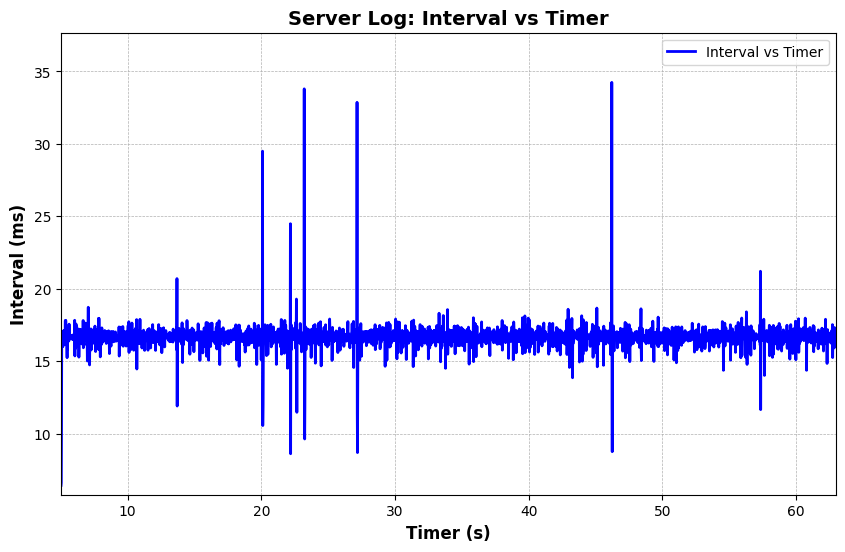 Server Log: Interval vs Timer
Interval vs Timer
35
30
25
20
15
10
Interval (ms)
10 20 30 40 50 60
Timer (s)